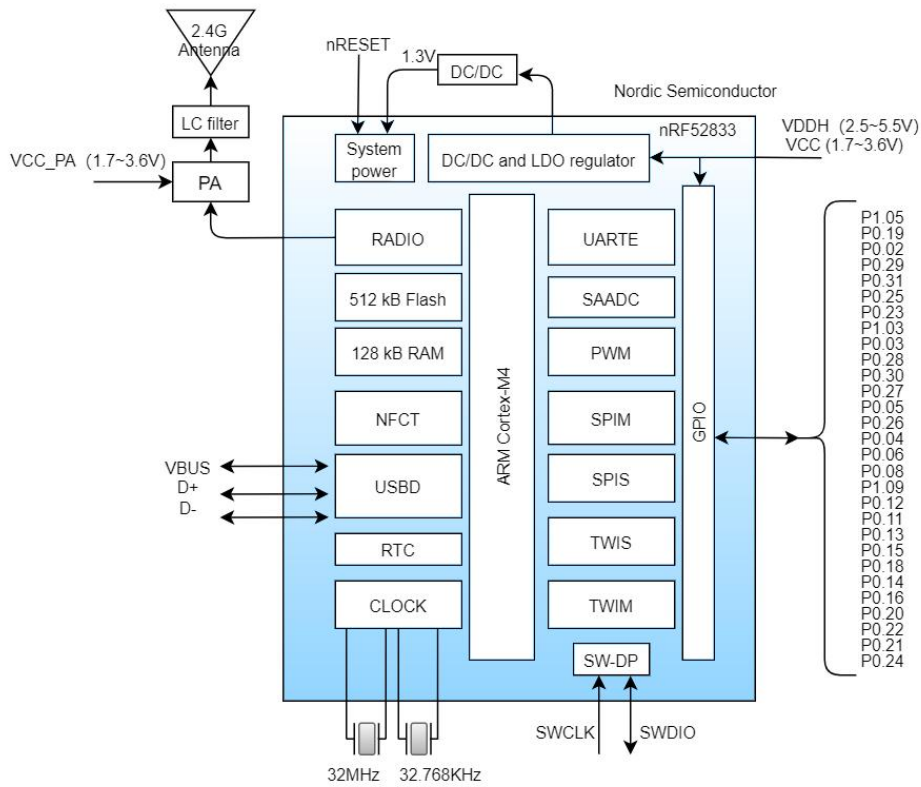 2.4G
Antenna
nRESET
1.3V
DC/DC
Nordic Semiconductor
LC filter
nRF52833
VDDH (2.5~5.5V)
VCC (1.7~3.6V)
System
power
DC/DC and LDO regulator
VCC_PA (1.7~3.6V)
PA
RADIO
512 kB Flash
128 kB RAM
NFCT
USBD
RTC
CLOCK
VBUS
D+
D-
ARM Cortex-M4
UARTE
SAADC
PWM
SPIM
SPIS
TWIS
TWIM
SW-DP
GPIO
P1.05
P0.19
P0.02
P0.29
P0.31
P0.25
P0.23
P1.03
P0.03
P0.28
P0.30
P0.27
P0.05
P0.26
P0.04
P0.06
P0.08
P1.09
P0.12
P0.11
P0.13
P0.15
P0.18
P0.14
P0.16
P0.20
P0.22
P0.21
P0.24
SWCLK
SWDIO
32MHz
32.768KHz